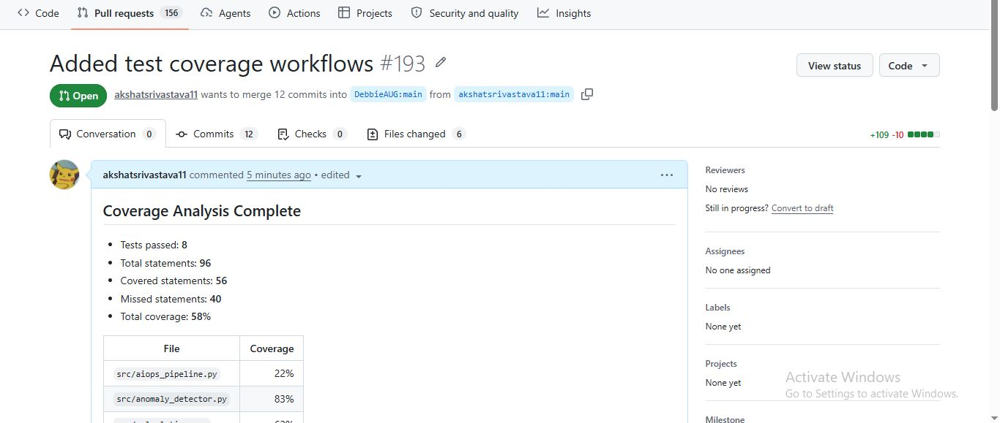 Code Pull requests 156 Agents Actions Projects Security and quality Insights
Added test coverage workflows #193
View status Code
Open akshatsrivastava11 wants to merge 12 commits into DebbieAUG:main from akshatsrivastava11:main
Conversation 0 Commits 12 Checks 0 Files changed 6
+109 -10
akshatsrivastava11 commented 5 minutes ago • edited
Coverage Analysis Complete
• Tests passed: 8
• Total statements: 96
• Covered statements: 56
• Missed statements: 40
• Total coverage: 58%
File Coverage
src/aiops_pipeline.py 22%
src/anomaly_detector.py 83%
Reviewers
No reviews
Still in progress? Convert to draft
Assignees
No one assigned
Labels
None yet
Projects
None yet
Milestone
Activate Windows
Go to Settings to activate Windows.